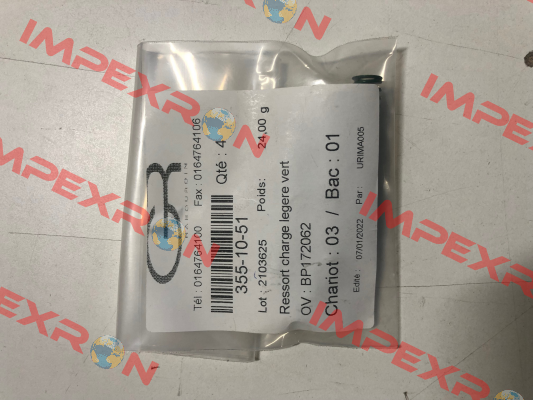 Tél : 0164764100 Fax : 0164764106
355-10-51 Qté : 4
Lot : 2103625 Poids: 24,00 g
Ressort charge legere vert
OV : BP172062
Chariot : 03 / Bac : 01
Edité : 07/01/2022 Par : URIMA005
IMPEXRON
IMPEXRON
IMPEXRON
IMPEXRON
IMPEXRON